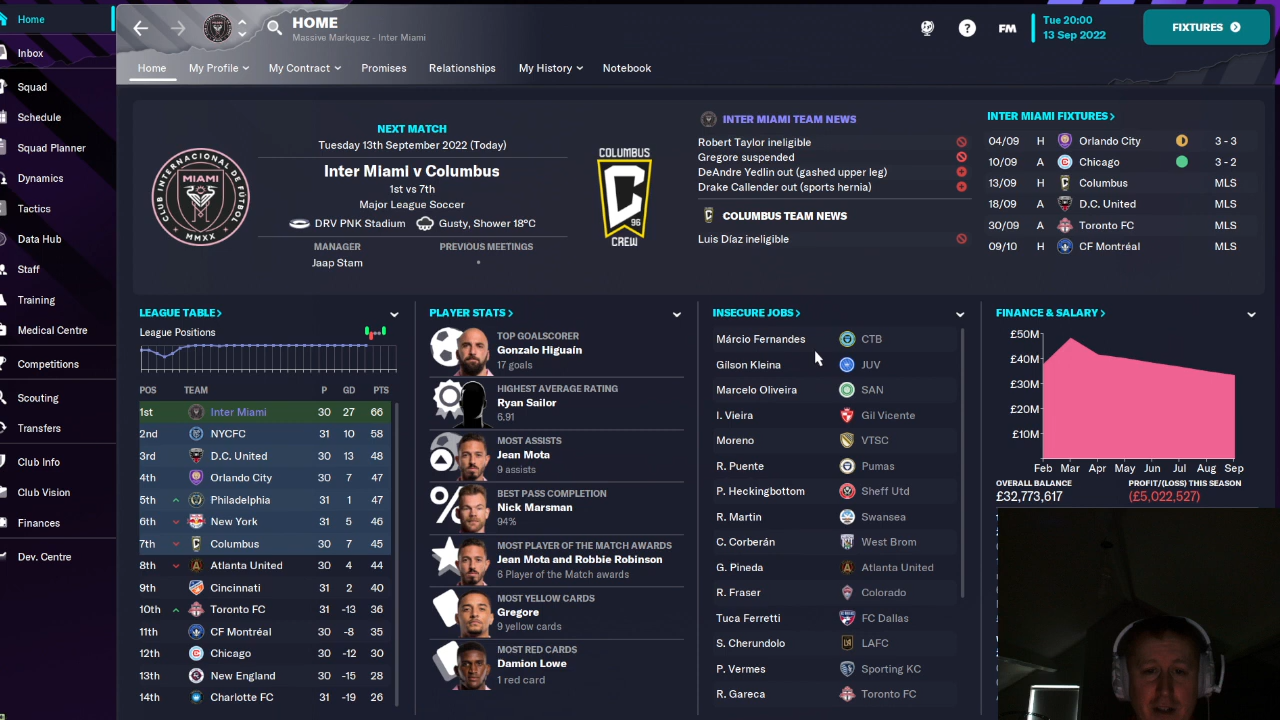 Home
Inbox
Squad
Schedule
Squad Planner
Dynamics
Tactics
Data Hub
Staff
Training
Medical Centre
Competitions
Scouting
Transfers
Club Info
Club Vision
Finances
Dev. Centre
HOME
Massive Markquez - Inter Miami
?
FM
Tue 20:00
13 Sep 2022
FIXTURES
Home
My Profile
My Contract
Promises
Relationships
My History
Notebook
CLUB INTERNACIONAL DE FÚTBOL
MIAMI
MMXX
NEXT MATCH
Tuesday 13th September 2022 (Today)
Inter Miami v Columbus
1st vs 7th
Major League Soccer
DRV PNK Stadium Gusty, Shower 18°C
MANAGER PREVIOUS MEETINGS
Jaap Stam -
COLUMBUS
96
CREW
INTER MIAMI TEAM NEWS
Robert Taylor ineligible
Gregore suspended
DeAndre Yedlin out (gashed upper leg)
Drake Callender out (sports hernia)
COLUMBUS TEAM NEWS
Luis Díaz ineligible
INTER MIAMI FIXTURES >
04/09 H Orlando City 3 - 3
10/09 A Chicago 3 - 2
13/09 H Columbus MLS
18/09 A D.C. United MLS
30/09 A Toronto FC MLS
09/10 H CF Montréal MLS
LEAGUE TABLE >
League Positions
POS TEAM P GD PTS
1st Inter Miami 30 27 66
2nd NYCFC 31 10 58
3rd D.C. United 30 13 48
4th Orlando City 30 7 47
5th Philadelphia 31 1 47
6th New York 31 5 46
7th Columbus 30 7 45
8th Atlanta United 30 4 44
9th Cincinnati 31 2 40
10th Toronto FC 31 -13 36
11th CF Montréal 30 -8 35
12th Chicago 30 -12 30
13th New England 30 -15 28
14th Charlotte FC 31 -19 26
PLAYER STATS >
TOP GOALSCORER
Gonzalo Higuaín
17 goals
HIGHEST AVERAGE RATING
Ryan Sailor
6.91
MOST ASSISTS
Jean Mota
9 assists
BEST PASS COMPLETION
Nick Marsman
94%
MOST PLAYER OF THE MATCH AWARDS
Jean Mota and Robbie Robinson
6 Player of the Match awards
MOST YELLOW CARDS
Gregore
9 yellow cards
MOST RED CARDS
Damion Lowe
1 red card
INSECURE JOBS >
Márcio Fernandes CTB
Gilson Kleina JUV
Marcelo Oliveira SAN
I. Vieira Gil Vicente
Moreno VTSC
R. Puente Pumas
P. Heckingbottom Sheff Utd
R. Martin Swansea
C. Corberán West Brom
G. Pineda Atlanta United
R. Fraser Colorado
Tuca Ferretti FC Dallas
S. Cherundolo LAFC
P. Vermes Sporting KC
R. Gareca Toronto FC
FINANCE & SALARY >
£50M
£40M
£30M
£20M
£10M
Feb Mar Apr May Jun Jul Aug Sep
OVERALL BALANCE PROFIT/(LOSS) THIS SEASON
£32,773,617 (£5,022,527)